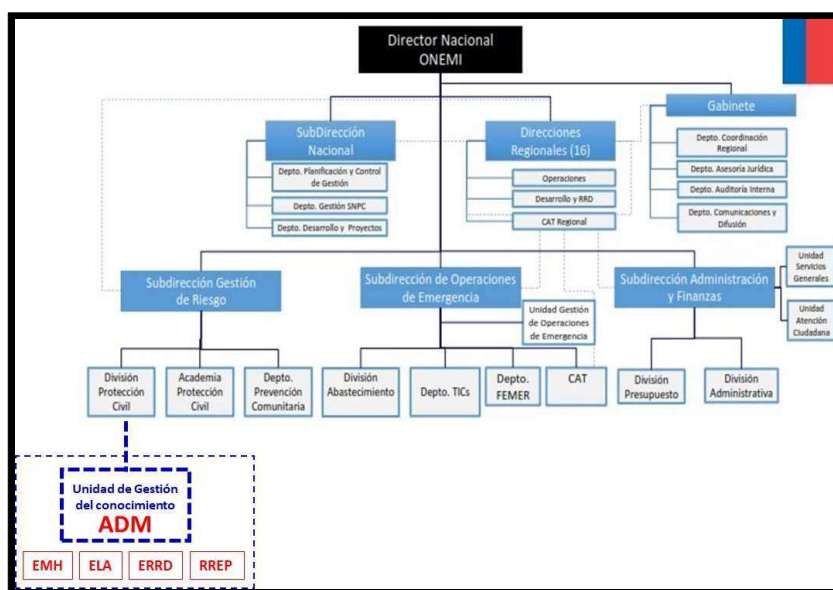 Director Nacional
ONEMI
Gabinete
SubDirección
Nacional
Direcciones
Regionales (16)
Depto. Coordinación
Regional
Depto. Asesoría Jurídica
Depto. Auditoría Interna
Depto. Comunicaciones y
Difusión
Depto. Planificación y Control
de Gestión
Depto. Gestión SNPC
Depto. Desarrollo y Proyectos
Operaciones
Desarrollo y RRD
CAT Regional
Subdirección Gestión
de Riesgo
Subdirección de Operaciones
de Emergencia
Subdirección Administración
y Finanzas
Unidad
Servicios
Generales
Unidad
Atención
Ciudadana
Unidad Gestión
de Operaciones
de Emergencia
División
Protección
Civil
Academia
Protección
Civil
Depto.
Prevención
Comunitaria
División
Abastecimiento
Depto. TICs
Depto.
FEMER
CAT
División
Presupuesto
División
Administrativa
Unidad de Gestión
del conocimiento
ADM
EMH
ELA
ERRD
RREP